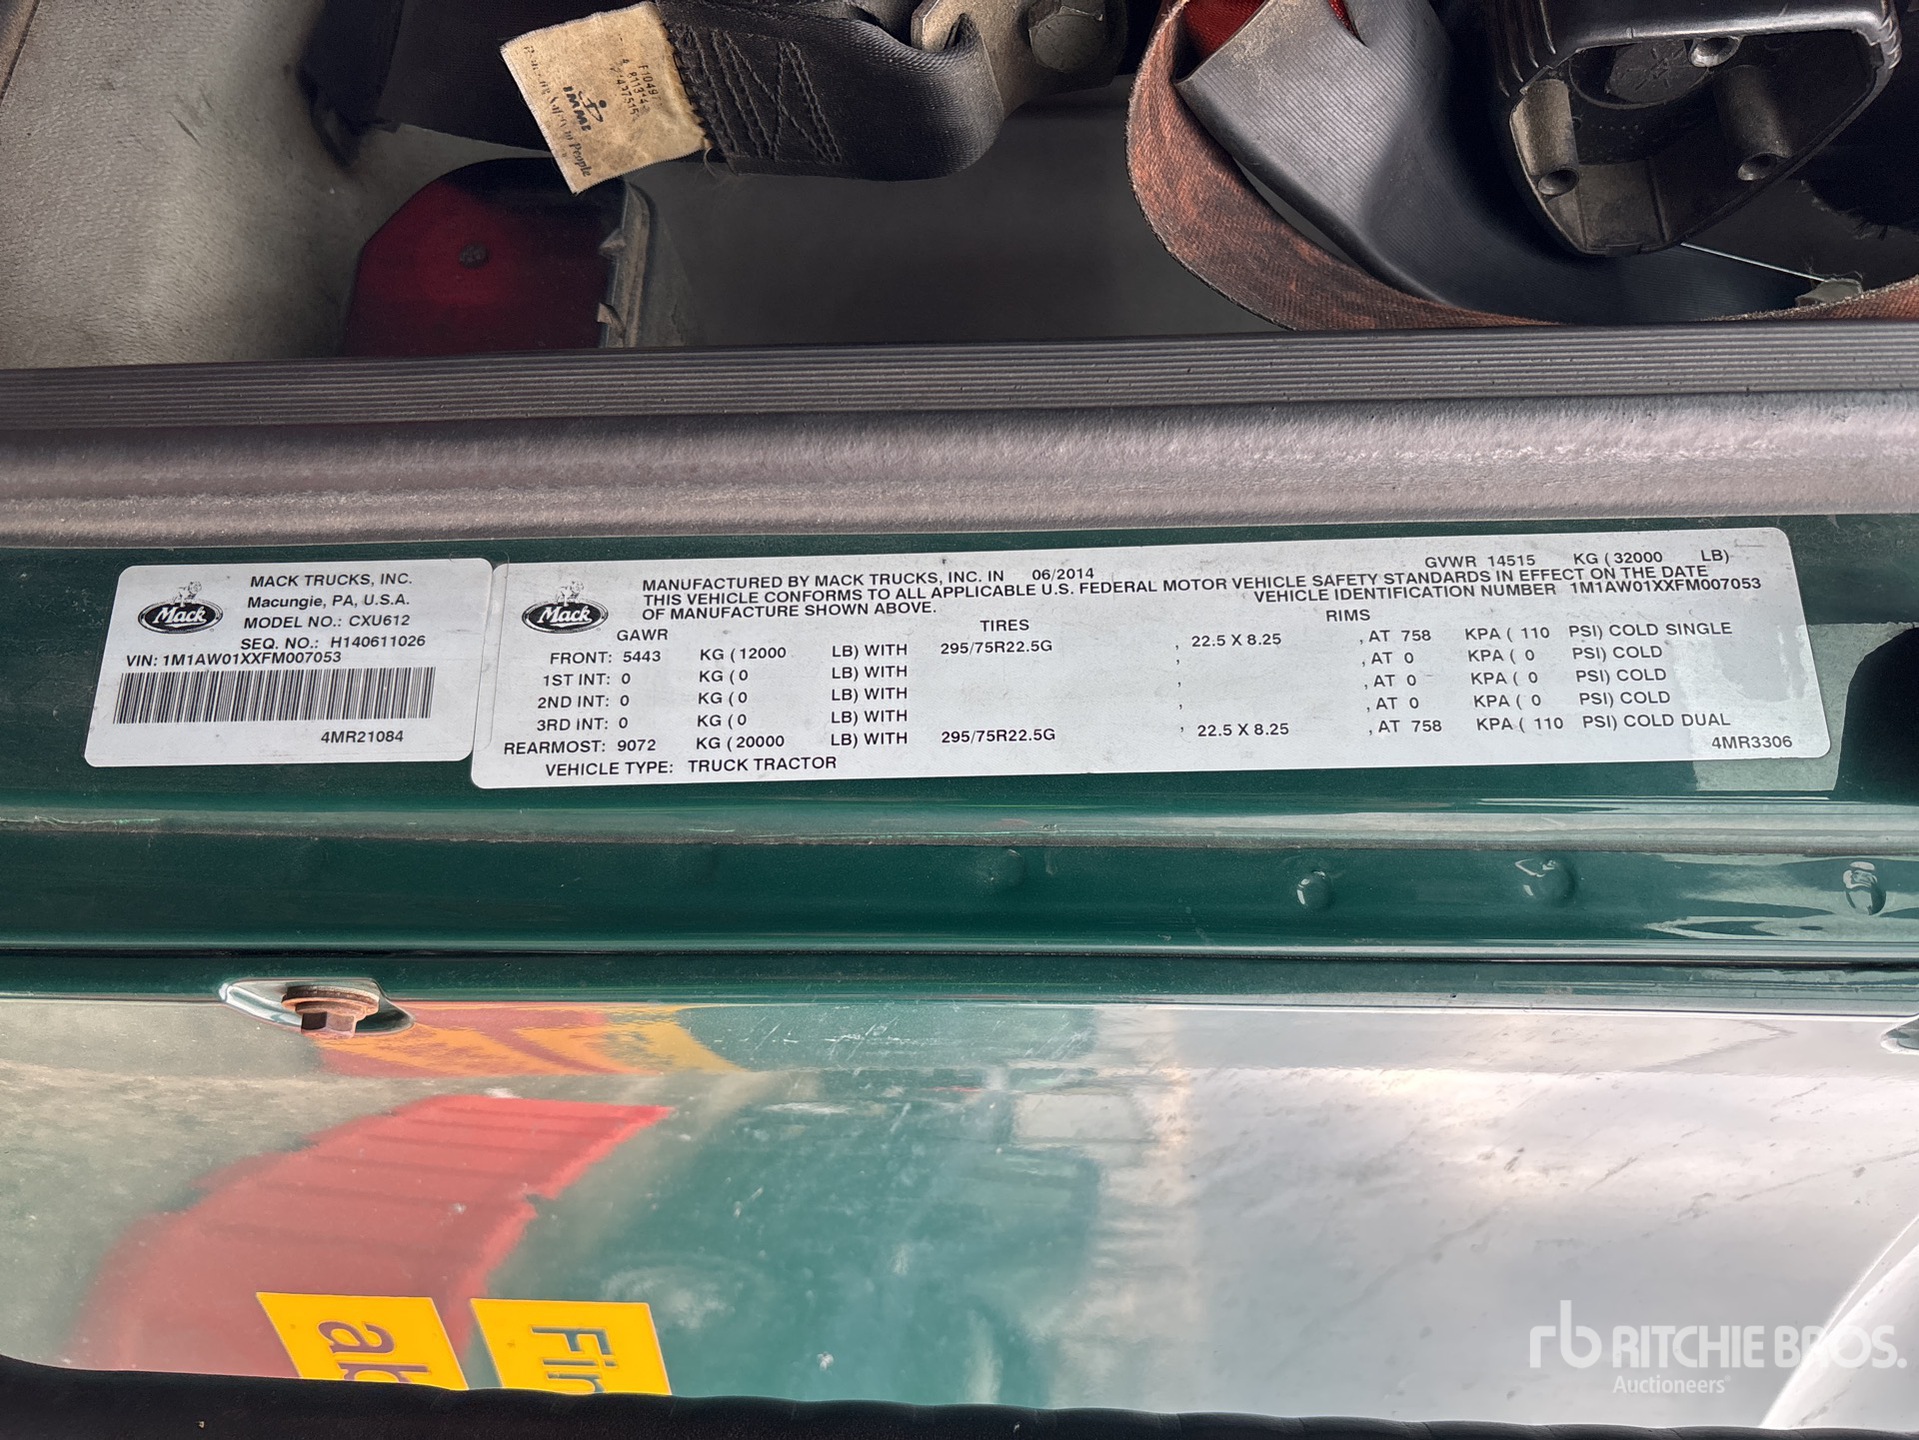 F10497
IMMI
MACK TRUCKS, INC.
Macungie, PA, U.S.A.
MODEL NO.: CXU612
SEQ. NO.: H140611026
VIN: 1M1AW01XXFM007053
4MR21084
Mack
Mack
MANUFACTURED BY MACK TRUCKS, INC. IN 06/2014 GVWR 14515 KG ( 32000 LB)
THIS VEHICLE CONFORMS TO ALL APPLICABLE U.S. FEDERAL MOTOR VEHICLE SAFETY STANDARDS IN EFFECT ON THE DATE
OF MANUFACTURE SHOWN ABOVE. VEHICLE IDENTIFICATION NUMBER 1M1AW01XXFM007053
GAWR TIRES RIMS
FRONT: 5443 KG ( 12000 LB) WITH 295/75R22.5G , 22.5 X 8.25 , AT 758 KPA ( 110 PSI) COLD SINGLE
1ST INT: 0 KG ( 0 LB) WITH , , AT 0 KPA ( 0 PSI) COLD
2ND INT: 0 KG ( 0 LB) WITH , , AT 0 KPA ( 0 PSI) COLD
3RD INT: 0 KG ( 0 LB) WITH , , AT 0 KPA ( 0 PSI) COLD
REARMOST: 9072 KG ( 20000 LB) WITH 295/75R22.5G , 22.5 X 8.25 , AT 758 KPA ( 110 PSI) COLD DUAL
VEHICLE TYPE: TRUCK TRACTOR 4MR3306
ab
Fin
rb RITCHIE BROS.
Auctioneers